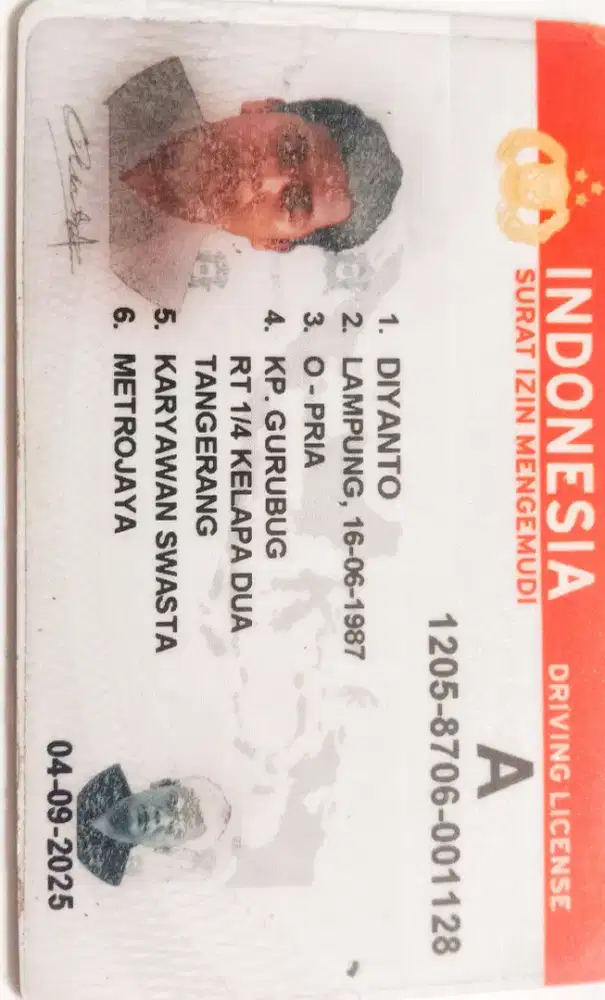 INDONESIA DRIVING LICENSE
SURAT IZIN MENGEMUDI
A
1205-8706-001128
1. DIYANTO
2. LAMPUNG, 16-06-1987
3. O - PRIA
4. KP. GURUBUG
RT 1/4 KELAPA DUA
TANGERANG
5. KARYAWAN SWASTA
6. METROJAYA
04-09-2025